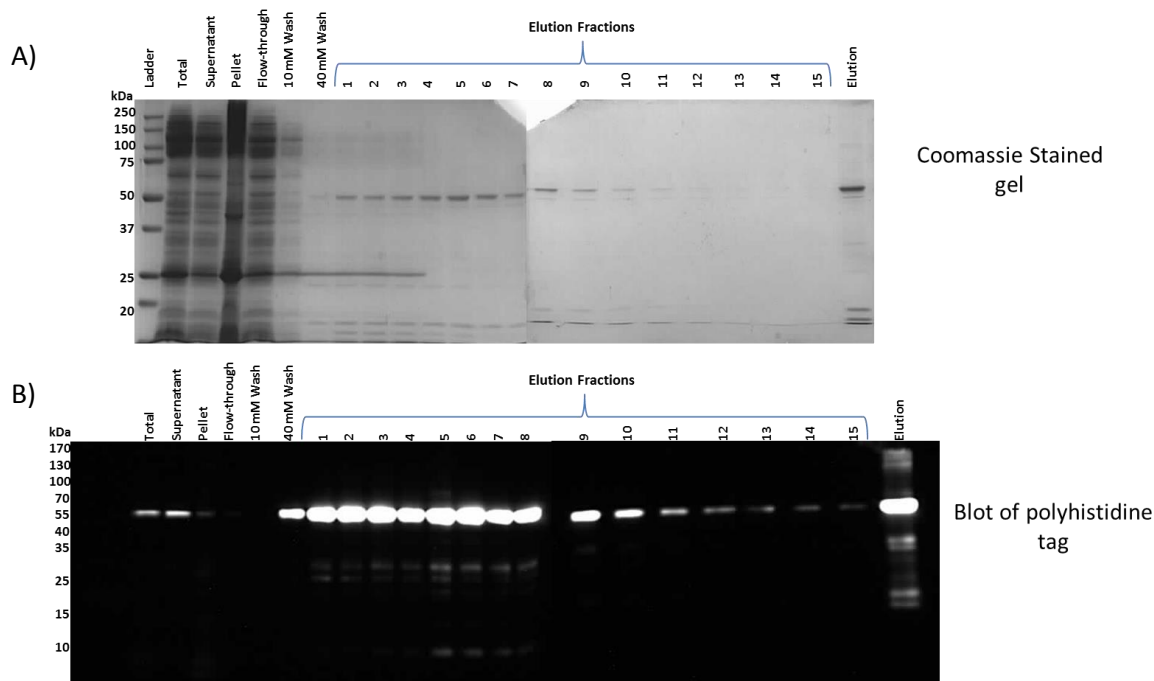 A)
Ladder
Total
Supernatant
Pellet
Flow-through
10 mM Wash
40 mM Wash
Elution Fractions
1 2 3 4 5 6 7 8 9 10 11 12 13 14 15
Elution
kDa
250
150
100
75
50
37
25
20
Coomassie Stained
gel
B)
Total
Supernatant
Pellet
Flow-through
10 mM Wash
40 mM Wash
Elution Fractions
1 2 3 4 5 6 7 8 9 10 11 12 13 14 15
Elution
kDa
170
130
100
70
55
40
35
25
15
10
Blot of polyhistidine
tag